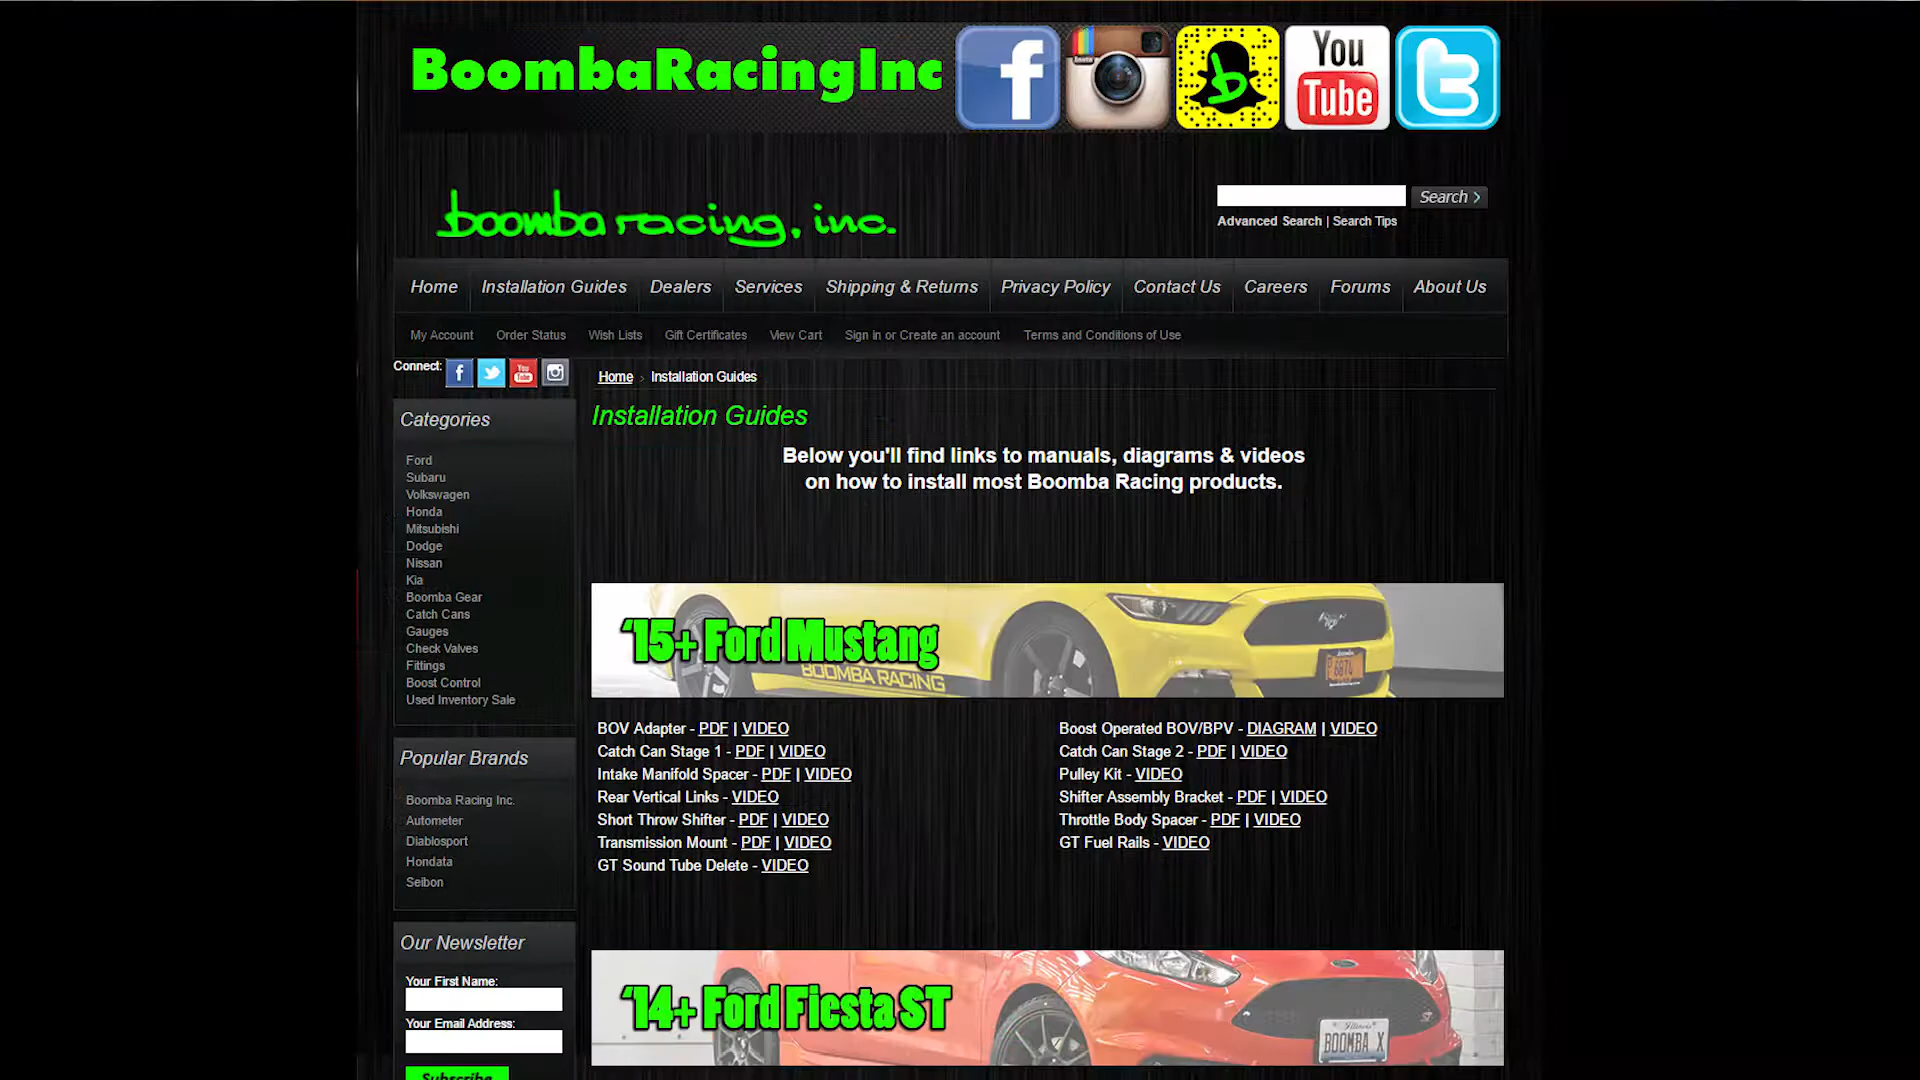 BoombaRacingInc
f
Insta
b
You
Tube
t
boomba racing, inc.
Search
Advanced Search | Search Tips
Home
Installation Guides
Dealers
Services
Shipping & Returns
Privacy Policy
Contact Us
Careers
Forums
About Us
My Account
Order Status
Wish Lists
Gift Certificates
View Cart
Sign in or Create an account
Terms and Conditions of Use
Connect:
f
You
Tube
Home
Installation Guides
Installation Guides
Below you'll find links to manuals, diagrams & videos
on how to install most Boomba Racing products.
Categories
Ford
Subaru
Volkswagen
Honda
Mitsubishi
Dodge
Nissan
Kia
Boomba Gear
Catch Cans
Gauges
Check Valves
Fittings
Boost Control
Used Inventory Sale
Popular Brands
Boomba Racing Inc.
Autometer
Diablosport
Hondata
Seibon
Our Newsletter
Your First Name:
Your Email Address:
Subscribe
'15+ Ford Mustang
BOOMBA RACING
6874
BOV Adapter - PDF | VIDEO
Catch Can Stage 1 - PDF | VIDEO
Intake Manifold Spacer - PDF | VIDEO
Rear Vertical Links - VIDEO
Short Throw Shifter - PDF | VIDEO
Transmission Mount - PDF | VIDEO
GT Sound Tube Delete - VIDEO
Boost Operated BOV/BPV - DIAGRAM | VIDEO
Catch Can Stage 2 - PDF | VIDEO
Pulley Kit - VIDEO
Shifter Assembly Bracket - PDF | VIDEO
Throttle Body Spacer - PDF | VIDEO
GT Fuel Rails - VIDEO
'14+ Ford Fiesta ST
Illinois
BOOMBA X